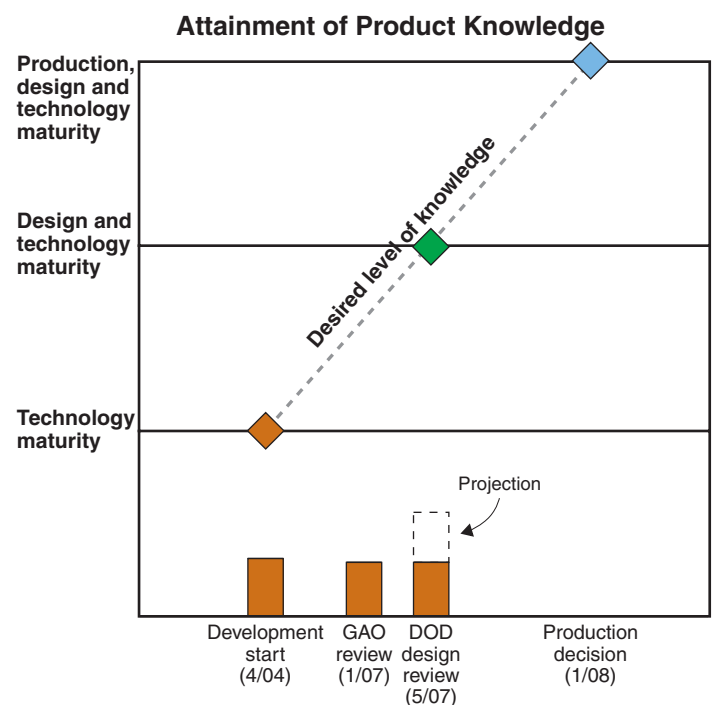 Attainment of Product Knowledge
Production,
design and
technology
maturity
Design and
technology
maturity
Desired level of knowledge
Technology
maturity
Projection
Development
start
(4/04)
GAO
review
(1/07)
DOD
design
review
(5/07)
Production
decision
(1/08)